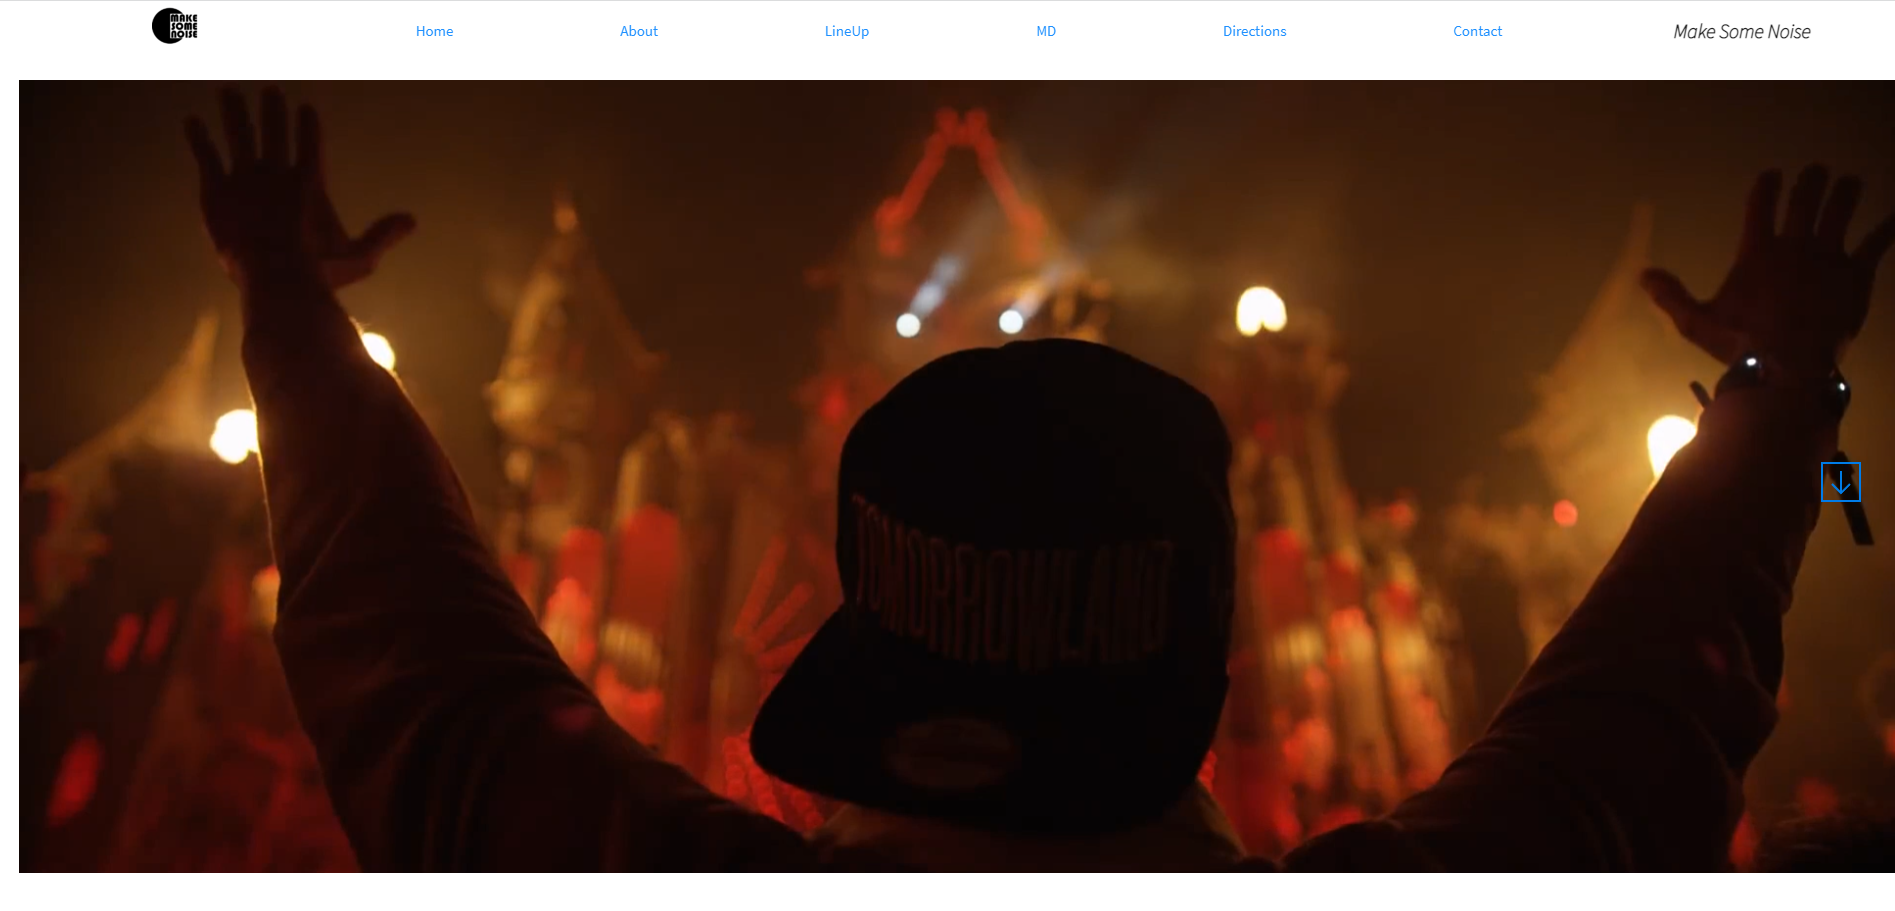 MAKE
SOME
NOISE
Home
About
LineUp
MD
Directions
Contact
Make Some Noise
TOMORROWLAND